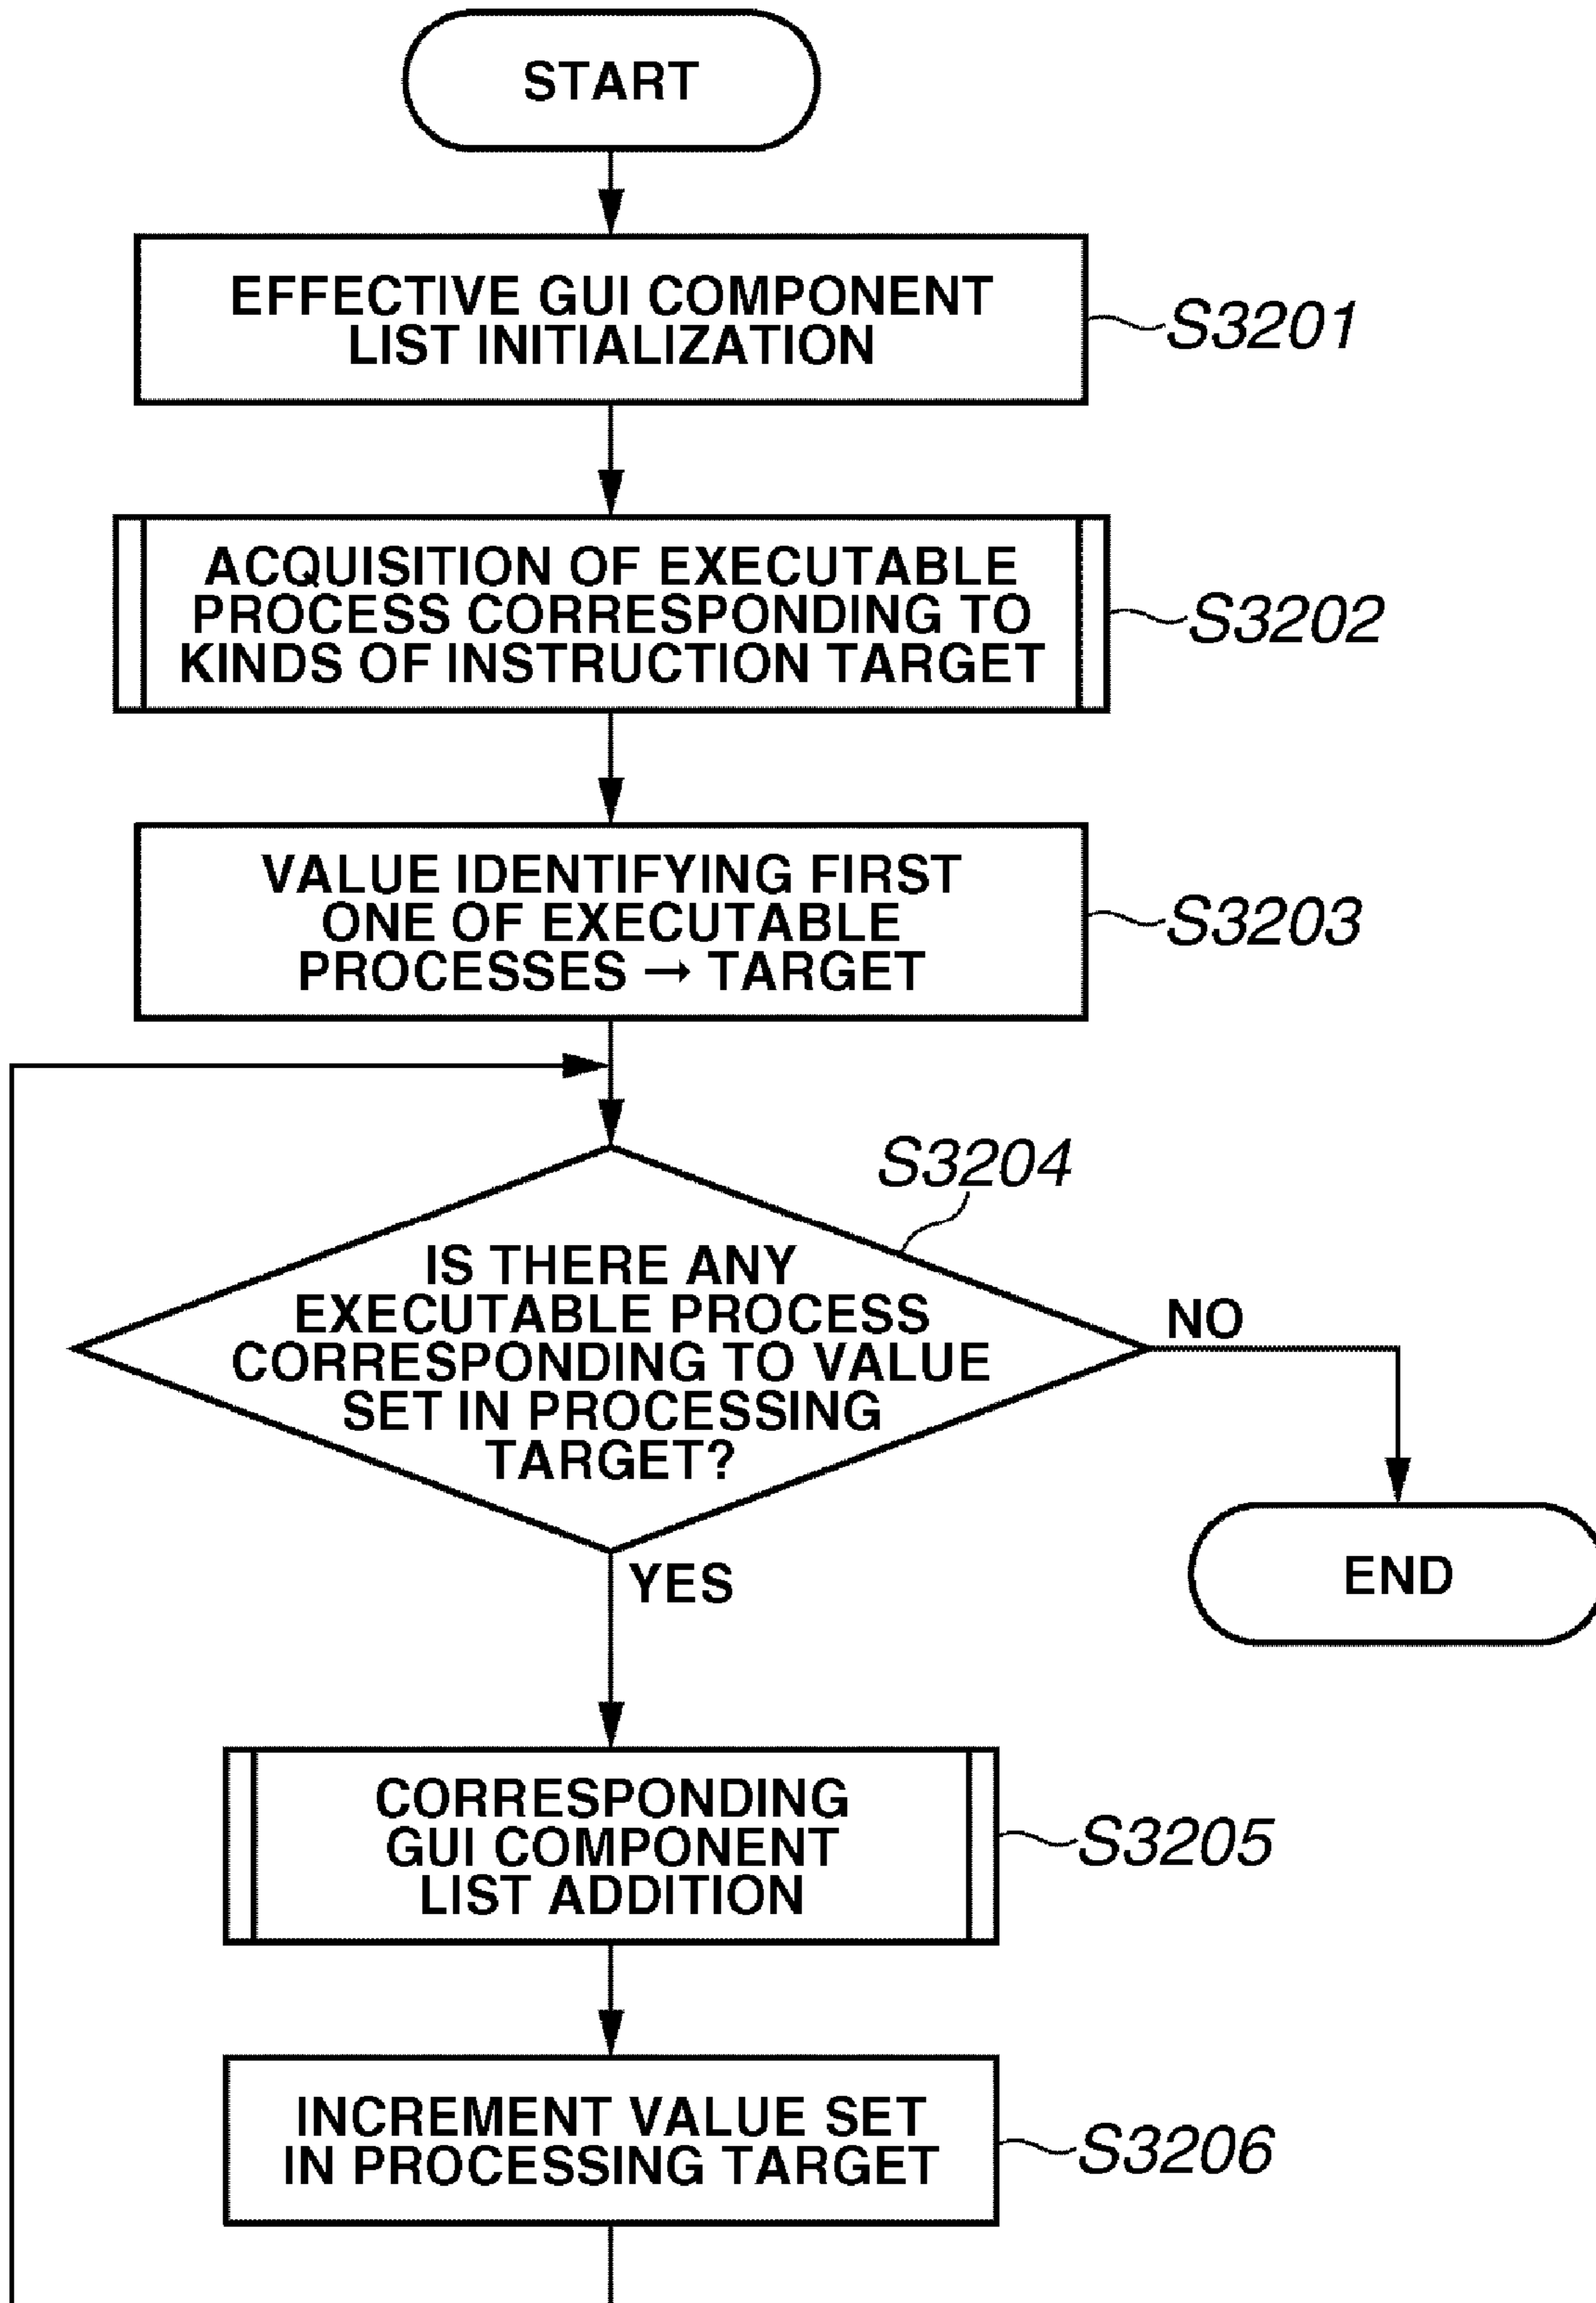 START
EFFECTIVE GUI COMPONENT
LIST INITIALIZATION
S3201
ACQUISITION OF EXECUTABLE
PROCESS CORRESPONDING TO
KINDS OF INSTRUCTION TARGET
S3202
VALUE IDENTIFYING FIRST
ONE OF EXECUTABLE
PROCESSES → TARGET
S3203
S3204
IS THERE ANY
EXECUTABLE PROCESS
CORRESPONDING TO VALUE
SET IN PROCESSING
TARGET?
NO
YES
END
CORRESPONDING
GUI COMPONENT
LIST ADDITION
S3205
INCREMENT VALUE SET
IN PROCESSING TARGET
S3206